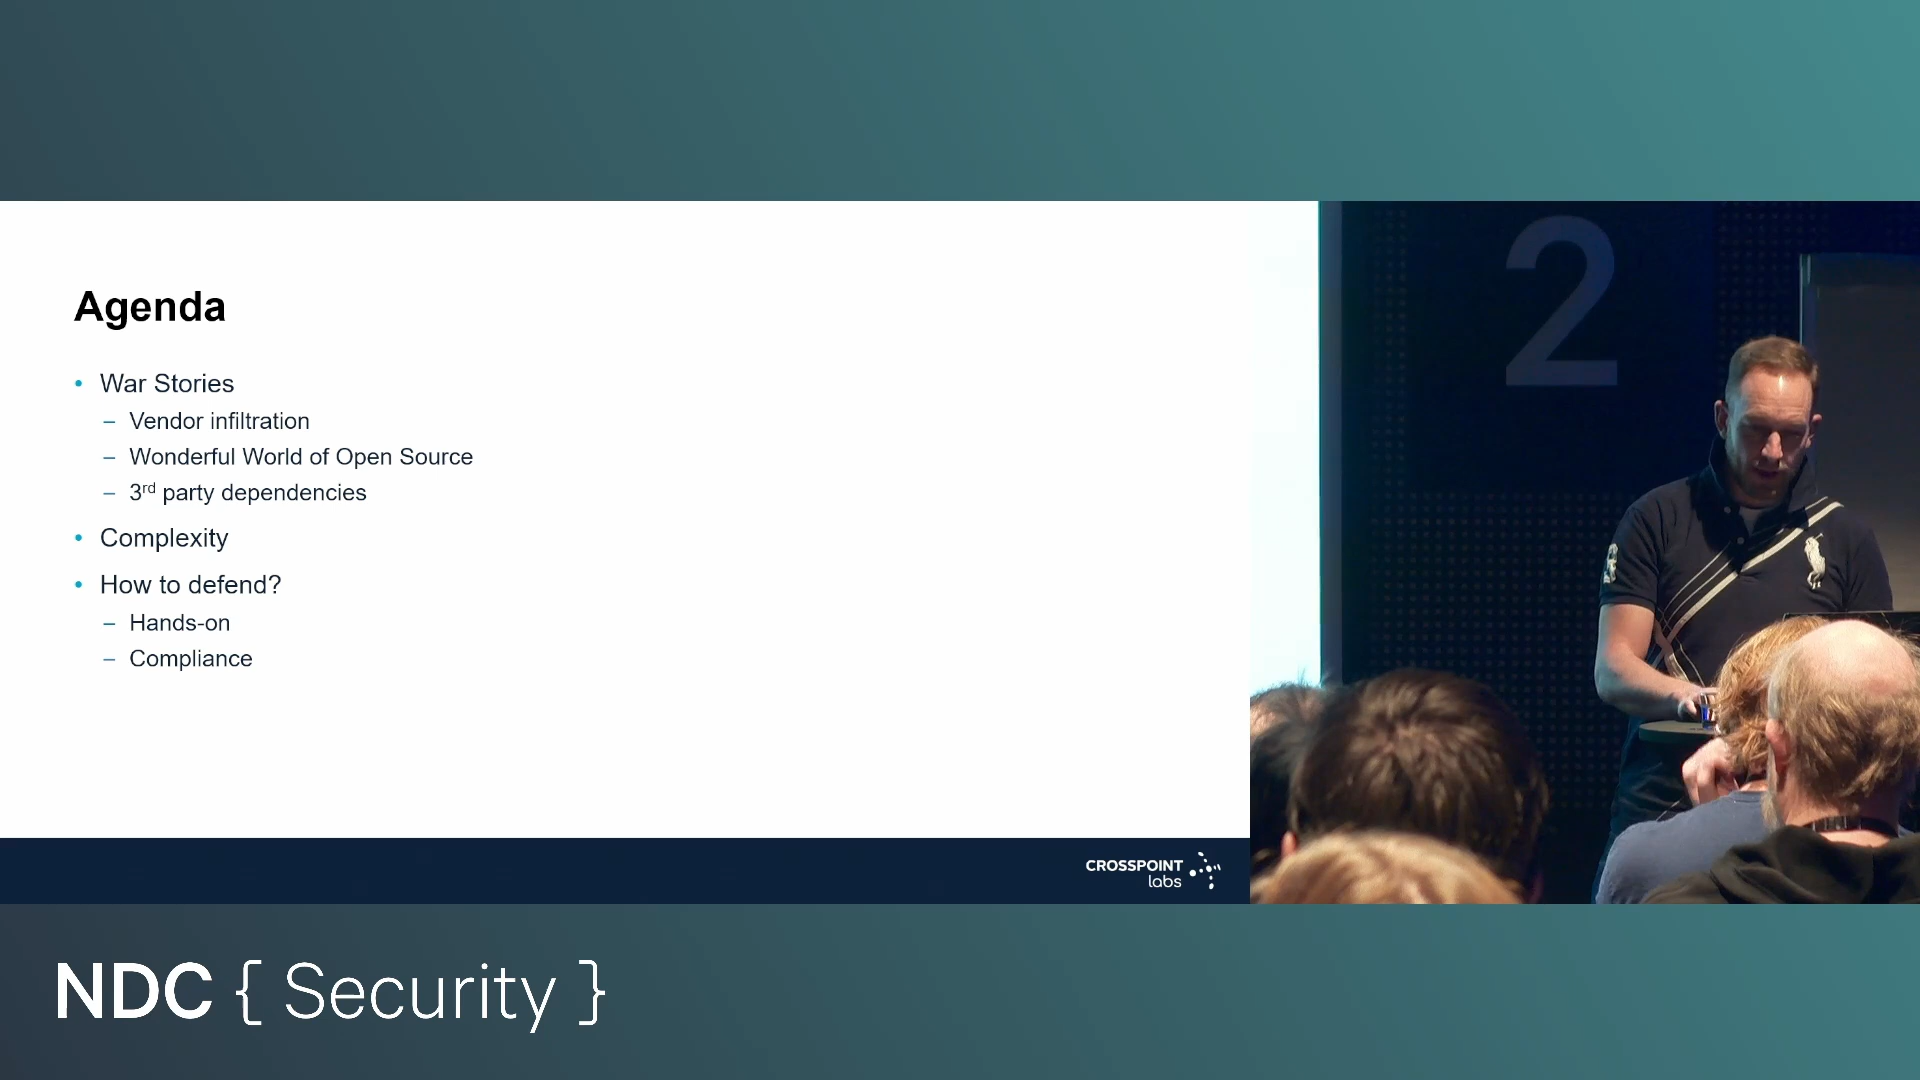 Agenda
• War Stories
– Vendor infiltration
– Wonderful World of Open Source
– 3rd party dependencies
• Complexity
• How to defend?
– Hands-on
– Compliance
CROSSPOINT
labs
2
NDC { Security }